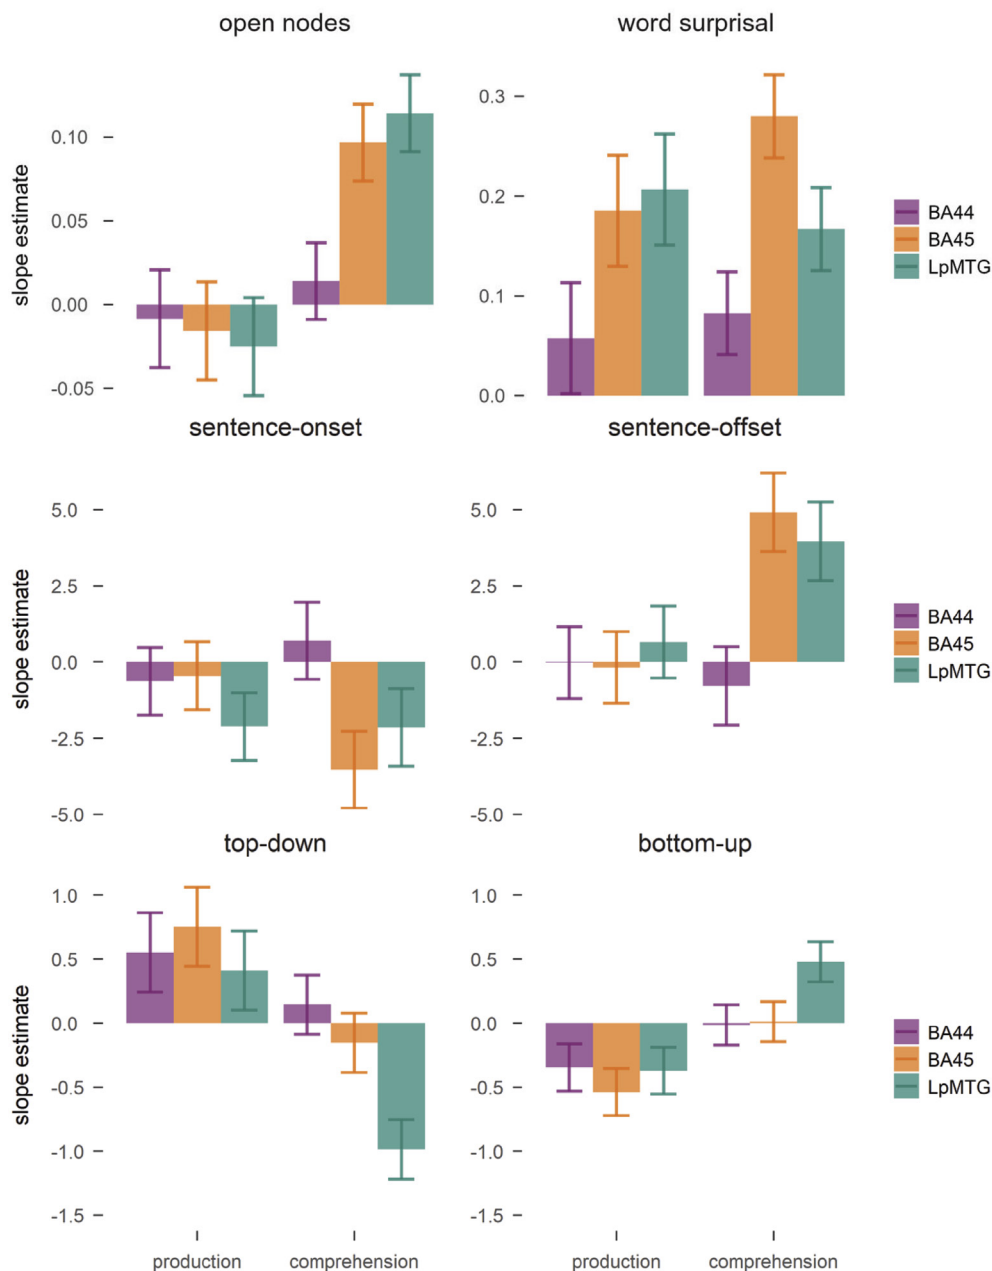 open nodes
word surprisal
slope estimate
0.10
0.05
0.00
-0.05
0.3
0.2
0.1
0.0
BA44
BA45
LpMTG
sentence-onset
sentence-offset
slope estimate
5.0
2.5
0.0
-2.5
-5.0
5.0
2.5
0.0
-2.5
-5.0
BA44
BA45
LpMTG
top-down
bottom-up
slope estimate
1.0
0.5
0.0
-0.5
-1.0
-1.5
1.0
0.5
0.0
-0.5
-1.0
-1.5
BA44
BA45
LpMTG
production
comprehension
production
comprehension